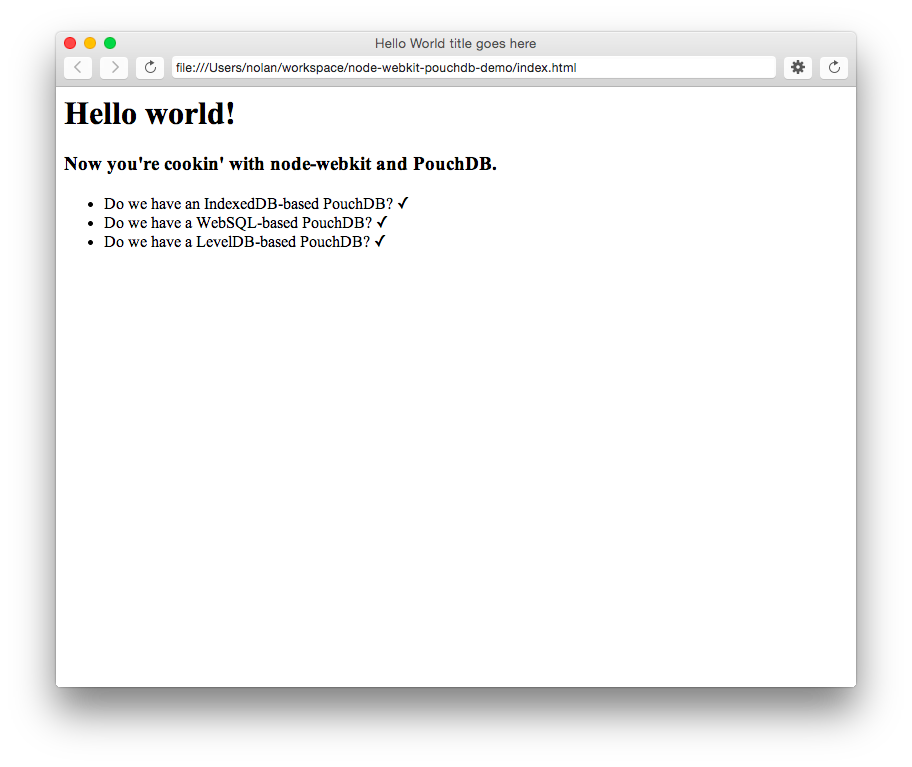 Hello World title goes here
file:///Users/nolan/workspace/node-webkit-pouchdb-demo/index.html
Hello world!
Now you're cookin' with node-webkit and PouchDB.
• Do we have an IndexedDB-based PouchDB? ✓
• Do we have a WebSQL-based PouchDB? ✓
• Do we have a LevelDB-based PouchDB? ✓